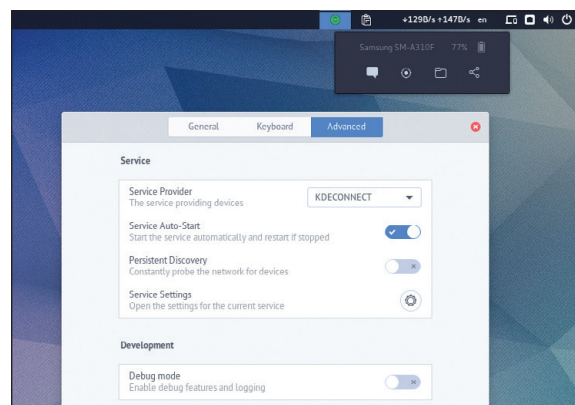 +129B/s ↑147B/s en
Samsung SM-A310F 77%
General Keyboard Advanced
Service
Service Provider
The service providing devices
KDECONNECT
Service Auto-Start
Start the service automatically and restart if stopped
Persistent Discovery
Constantly probe the network for devices
Service Settings
Open the settings for the current service
Development
Debug mode
Enable debug features and logging